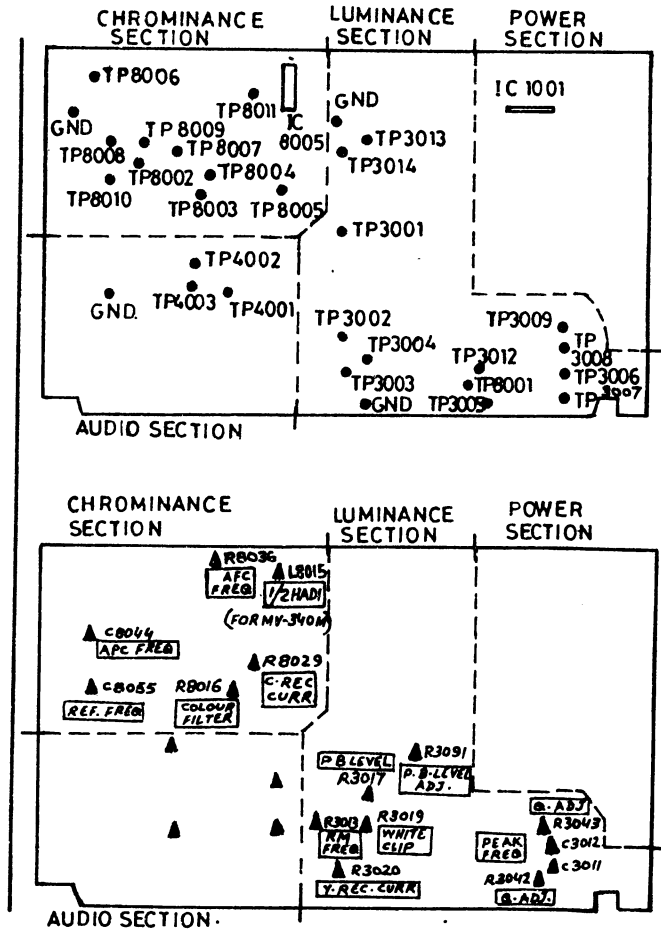 CHROMINANCE
SECTION
LUMINANCE
SECTION
POWER
SECTION
TP8006
TP8011
IC
8005
GND
IC 1001
GND
TP8009
TP3013
TP8008
TP8007
TP3014
TP8002
TP8004
TP8010
TP8003
TP8005
TP3001
TP4002
TP4003
TP4001
GND.
TP3002
TP3009
TP3004
TP
3008
TP3012
TP3003
TP8001
TP3006
GND
TP3005
TP3007
AUDIO SECTION
CHROMINANCE
SECTION
LUMINANCE
SECTION
POWER
SECTION
R8036
AFC
FREQ
L8015
1/2HADJ
(FOR MV-340M)
C8044
APC FREQ
R8029
C-REC
CURR
C8055
REF. FREQ
R8016
COLOUR
FILTER
P B LEVEL
R3017
R3091
P.B-LEVEL
ADJ.
R3013
RM
FREQ
R3019
WHITE
CLIP
Q-ADJ
R3043
PEAK
FREQ
C3012
C3011
R3020
Y-REC. CURR
R3042
Q-ADJ.
AUDIO SECTION.